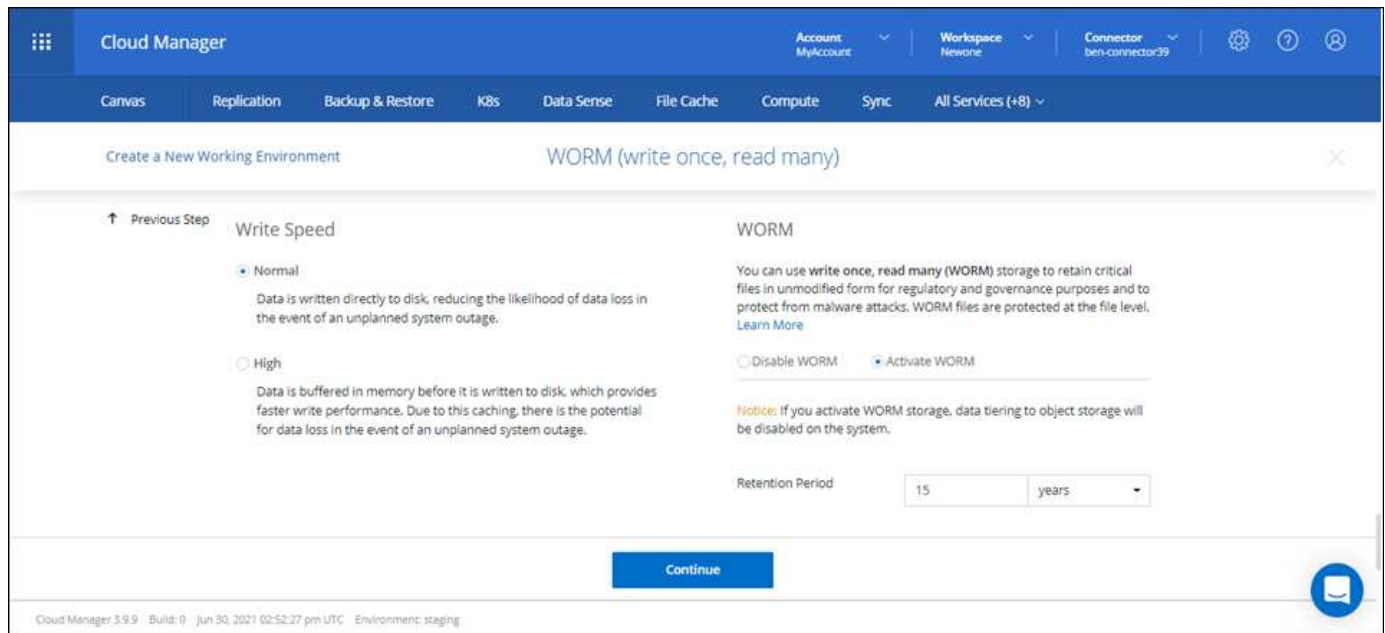 Cloud Manager
Account
MyAccount
Workspace
Newone
Connector
ben-connector39
Canvas
Replication
Backup & Restore
K8s
Data Sense
File Cache
Compute
Sync
All Services (+8)
Create a New Working Environment
WORM (write once, read many)
↑ Previous Step
Write Speed
Normal
Data is written directly to disk, reducing the likelihood of data loss in
the event of an unplanned system outage.
High
Data is buffered in memory before it is written to disk, which provides
faster write performance. Due to this caching, there is the potential
for data loss in the event of an unplanned system outage.
WORM
You can use write once, read many (WORM) storage to retain critical
files in unmodified form for regulatory and governance purposes and to
protect from malware attacks. WORM files are protected at the file level.
Learn More
Disable WORM
Activate WORM
Notice: If you activate WORM storage, data tiering to object storage will
be disabled on the system.
Retention Period
15
years
Continue
Cloud Manager 3.9.9 Build: 0 Jun 30, 2021 02:52:27 pm UTC Environment: staging